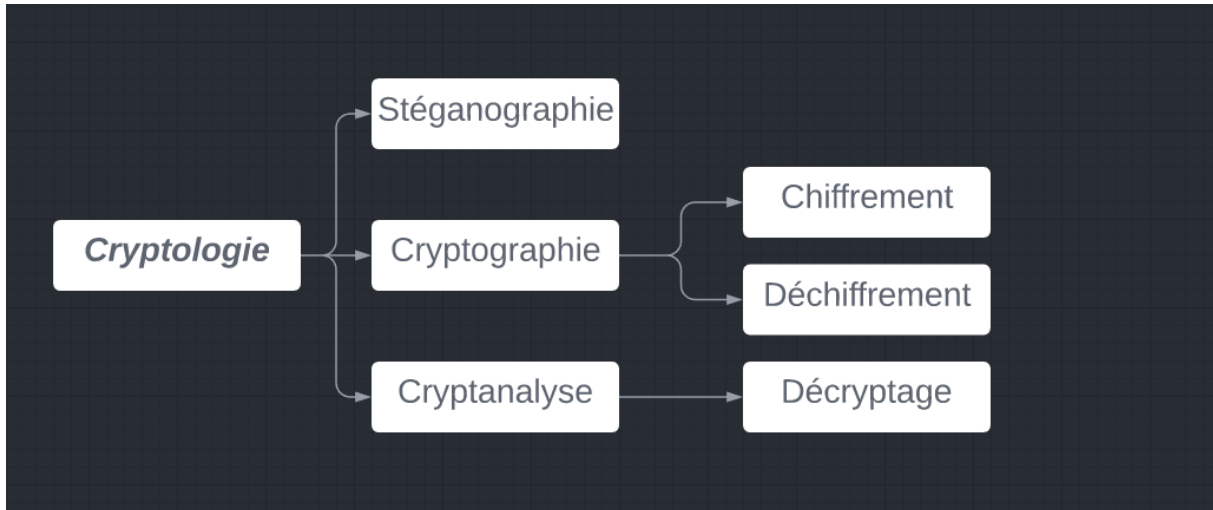 Stéganographie
Chiffrement
Cryptologie
Cryptographie
Déchiffrement
Cryptanalyse
Décryptage